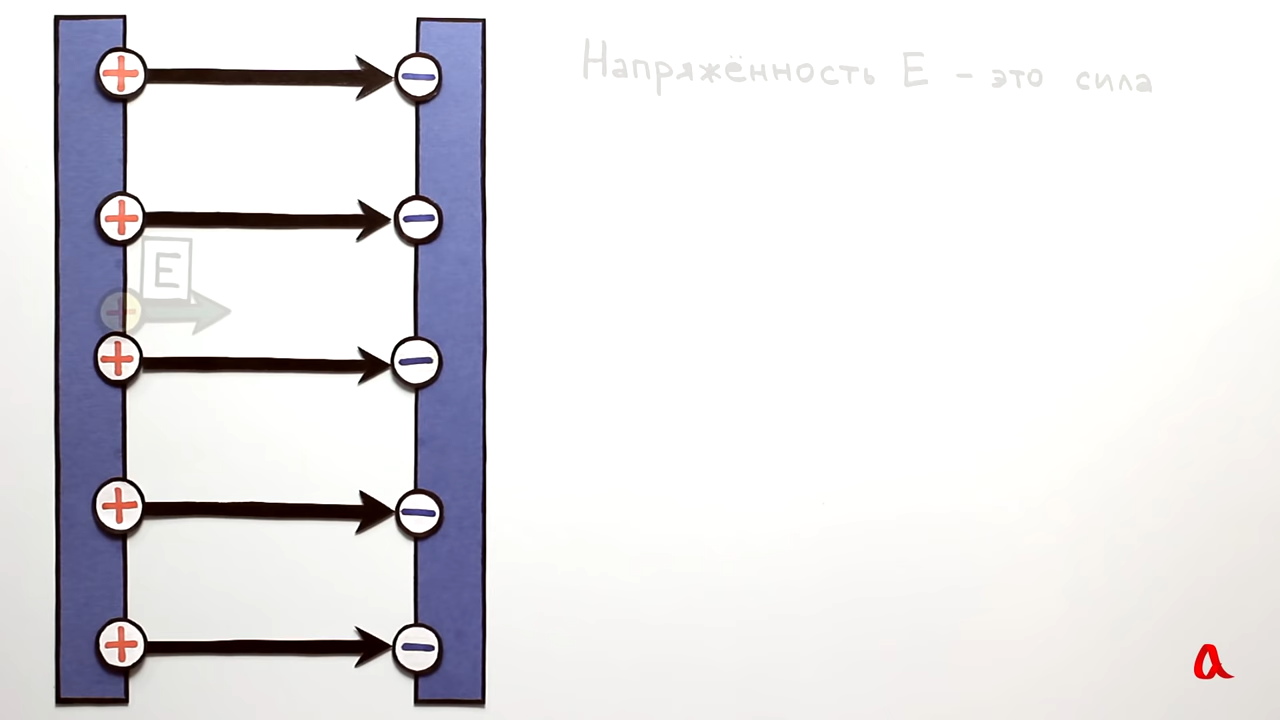 Напряжённость E – это сила
+ –
+ –
E
+
+ –
+ –
+ –
a